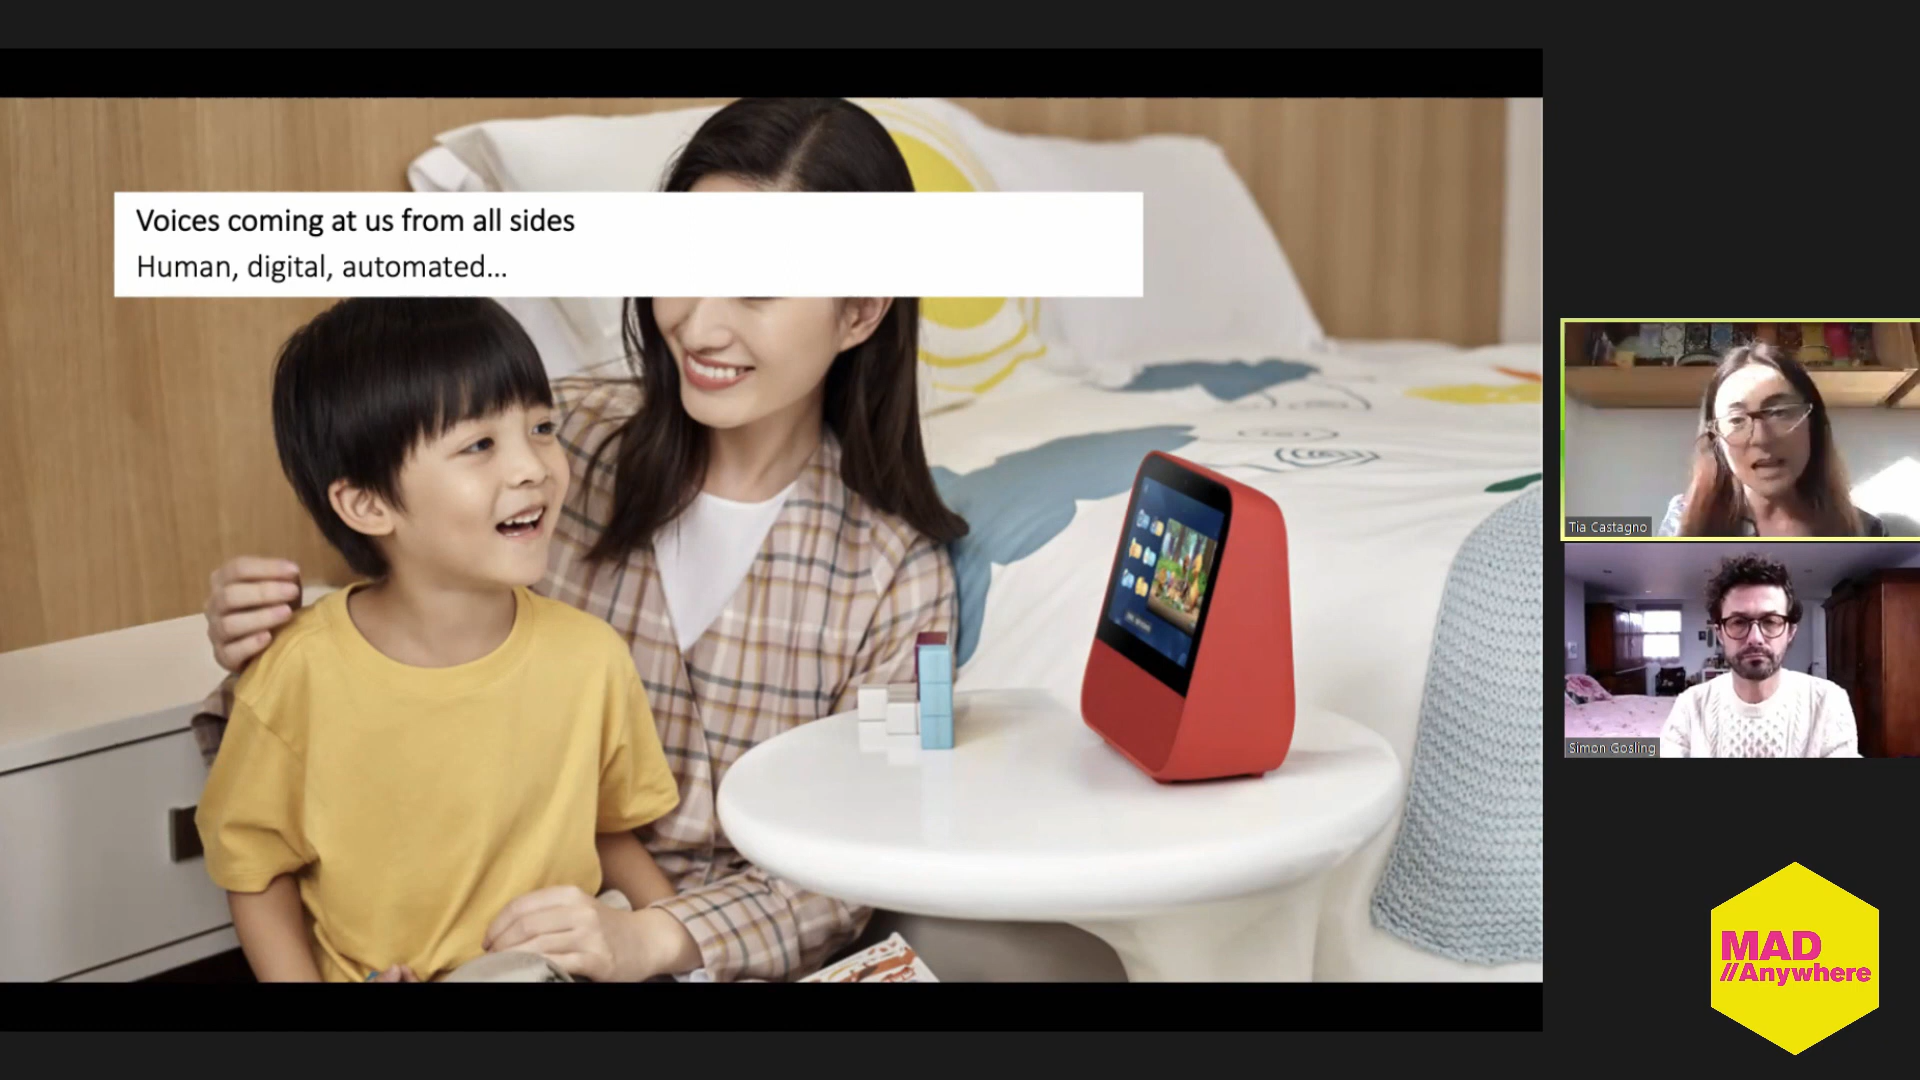 Voices coming at us from all sides
Human, digital, automated...
Tia Castagno
Simon Gosling
MAD
//Anywhere